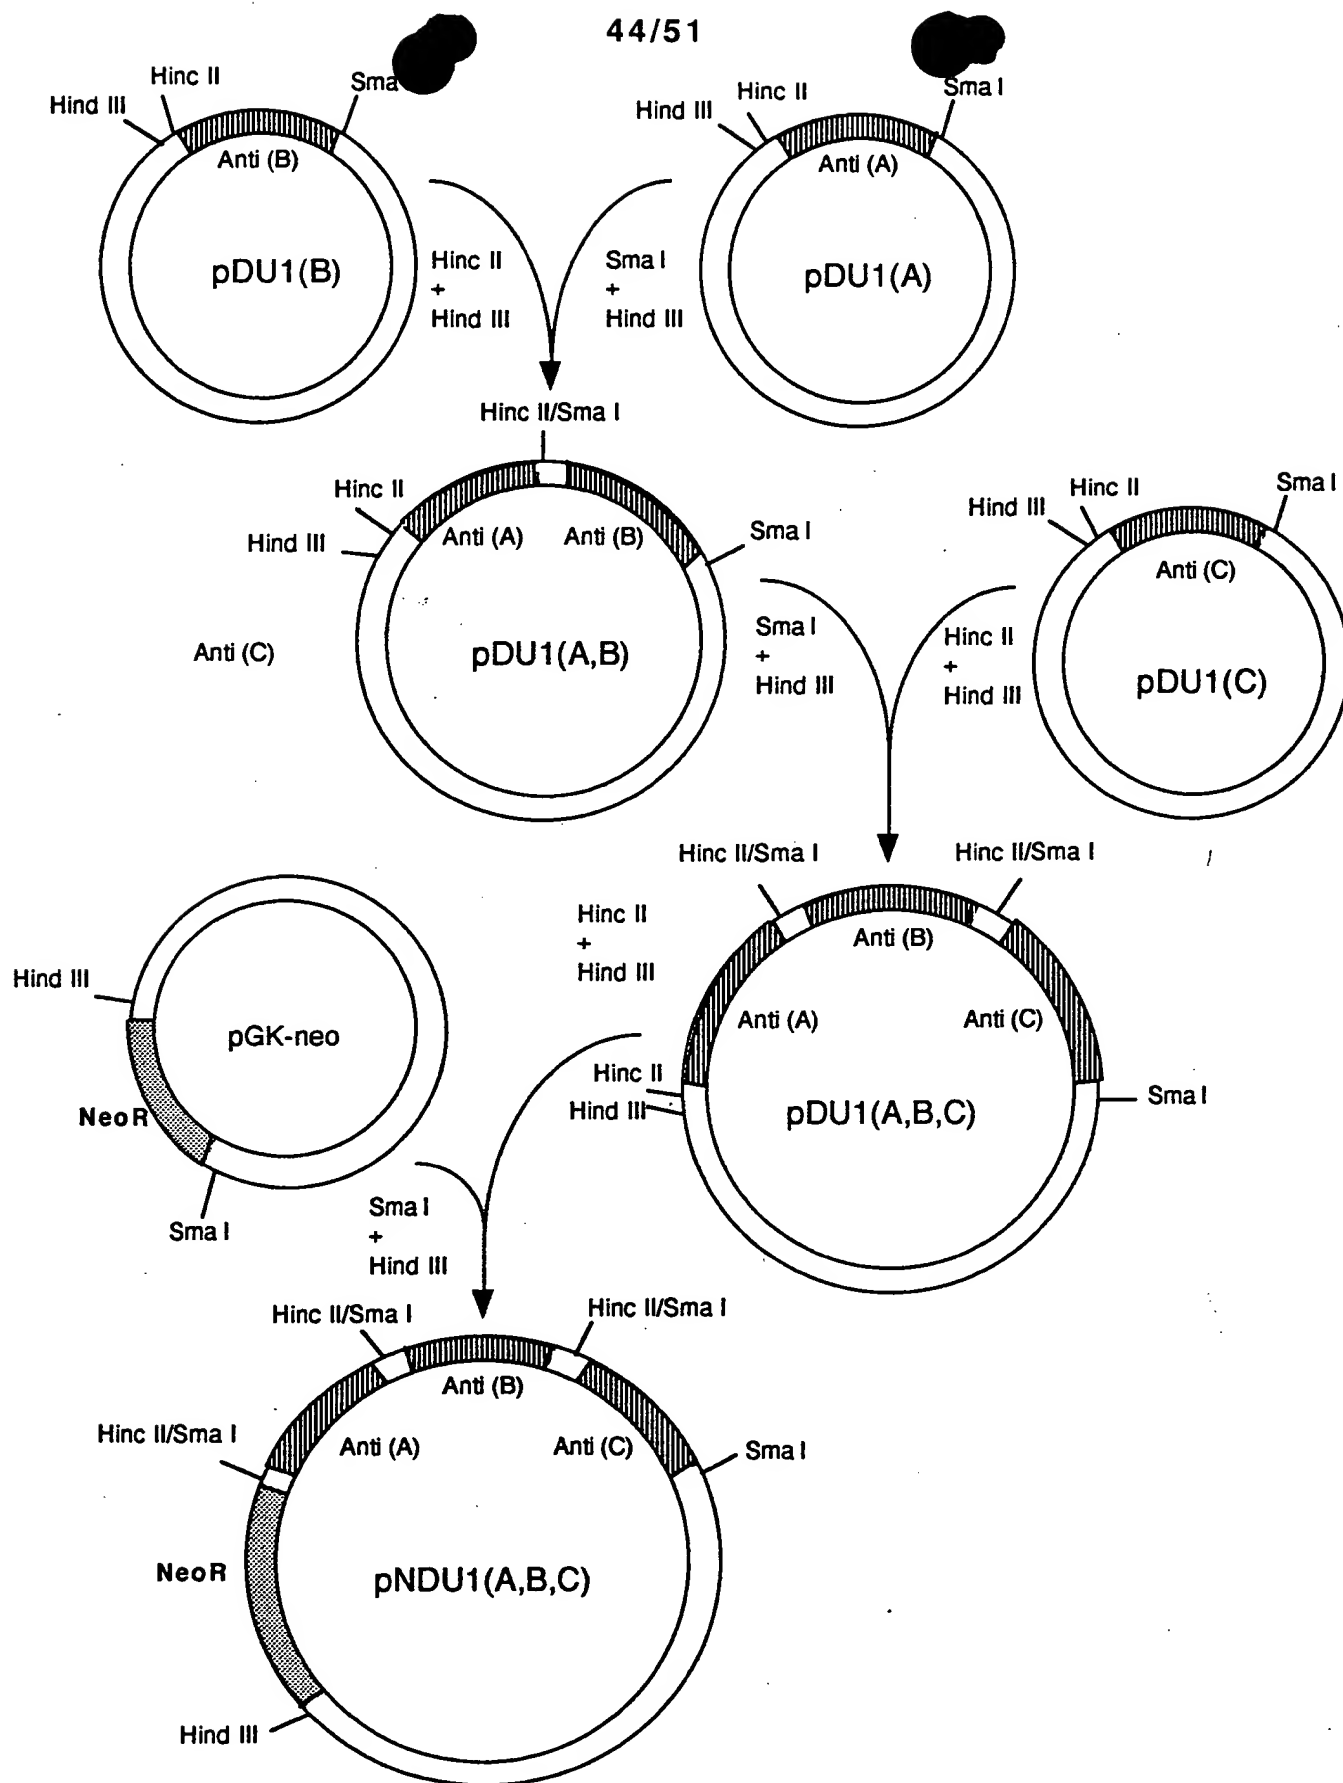 44/51
Hind III
Hinc II
Sma
Anti (B)
pDU1(B)
Hinc II
+
Hind III
Hind III
Hinc II
Sma I
Anti (A)
pDU1(A)
Sma I
+
Hind III
Hinc II/Sma I
Hinc II
Hind III
Anti (A)
Anti (B)
Sma I
pDU1(A,B)
Anti (C)
Sma I
+
Hind III
Hind III
Hinc II
Sma I
Anti (C)
pDU1(C)
Hinc II
+
Hind III
Hinc II/Sma I
Hinc II/Sma I
Anti (B)
Anti (A)
Anti (C)
Hinc II
Hind III
Sma I
pDU1(A,B,C)
Hinc II
+
Hind III
Hind III
pGK-neo
NeoR
Sma I
Sma I
+
Hind III
Hinc II/Sma I
Hinc II/Sma I
Anti (B)
Hinc II/Sma I
Anti (A)
Anti (C)
Sma I
NeoR
pNDU1(A,B,C)
Hind III